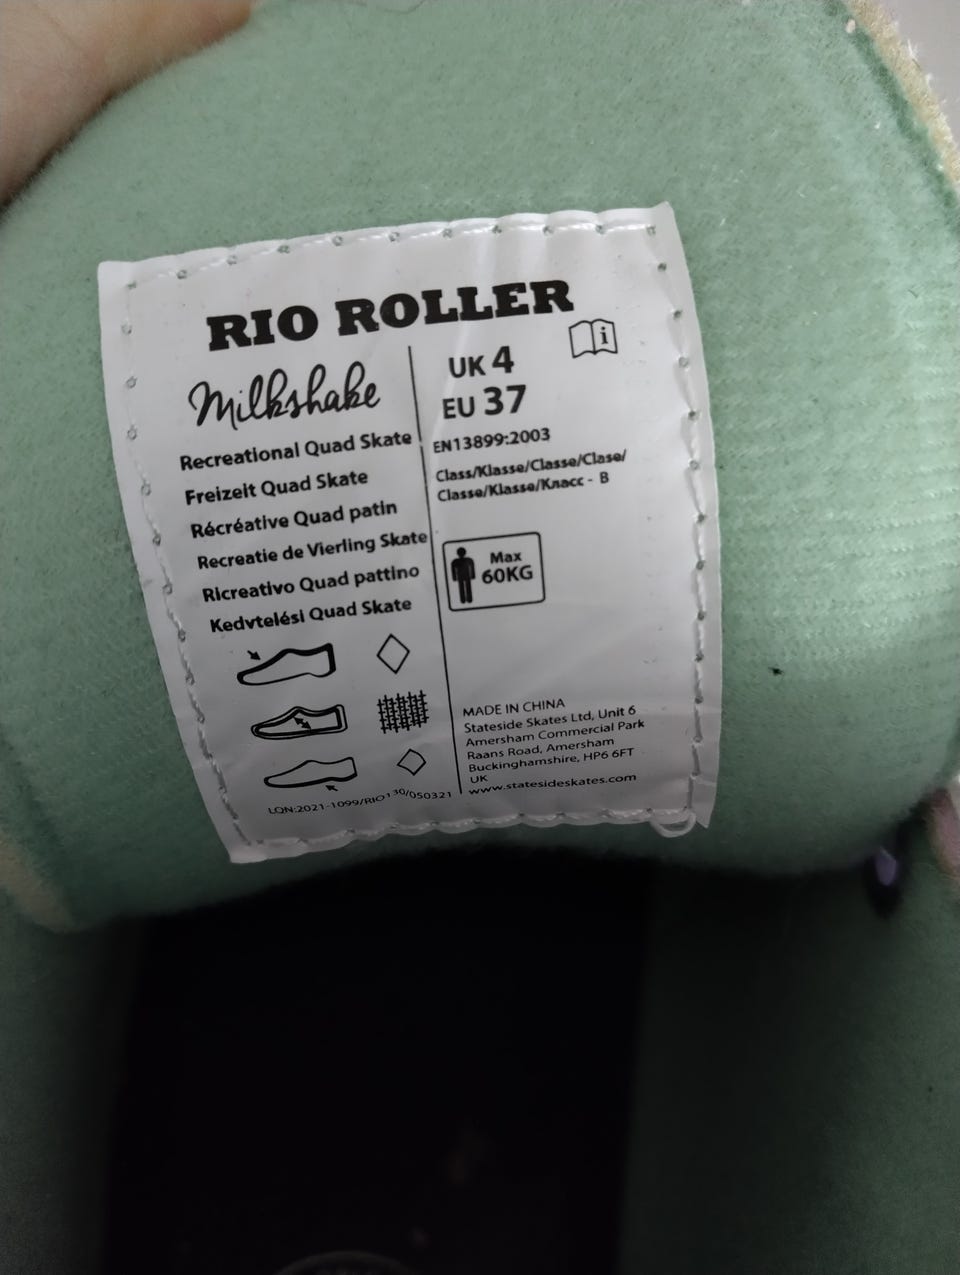 RIO ROLLER
Milkshake
Recreational Quad Skate
Freizeit Quad Skate
Récréative Quad patin
Recreatie de Vierling Skate
Ricreativo Quad pattino
Kedvtelési Quad Skate
LQN:2021-1099/RIO130/050321
i
UK 4
EU 37
EN13899:2003
Class/Klasse/Classe/Clase/
Classe/Klasse/Класс - B
Max
60KG
MADE IN CHINA
Stateside Skates Ltd, Unit 6
Amersham Commercial Park
Raans Road, Amersham
Buckinghamshire, HP6 6FT
UK
www.statesideskates.com